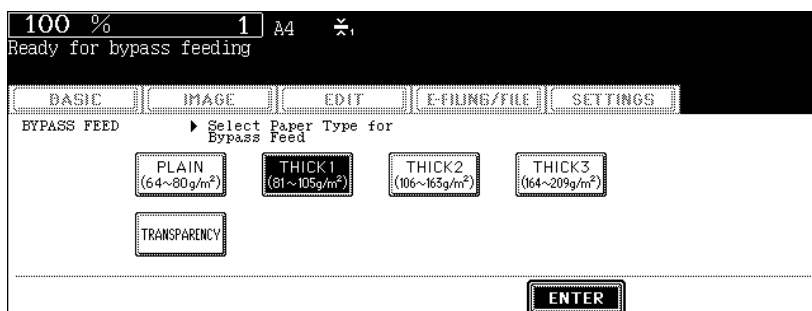 100 % 1 A4
Ready for bypass feeding
BASIC IMAGE EDIT E-FILING/FILE SETTINGS
BYPASS FEED ▶ Select Paper Type for
Bypass Feed
PLAIN THICK1 THICK2 THICK3
(64~80g/m²) (81~105g/m²) (106~163g/m²) (164~209g/m²)
TRANSPARENCY
ENTER